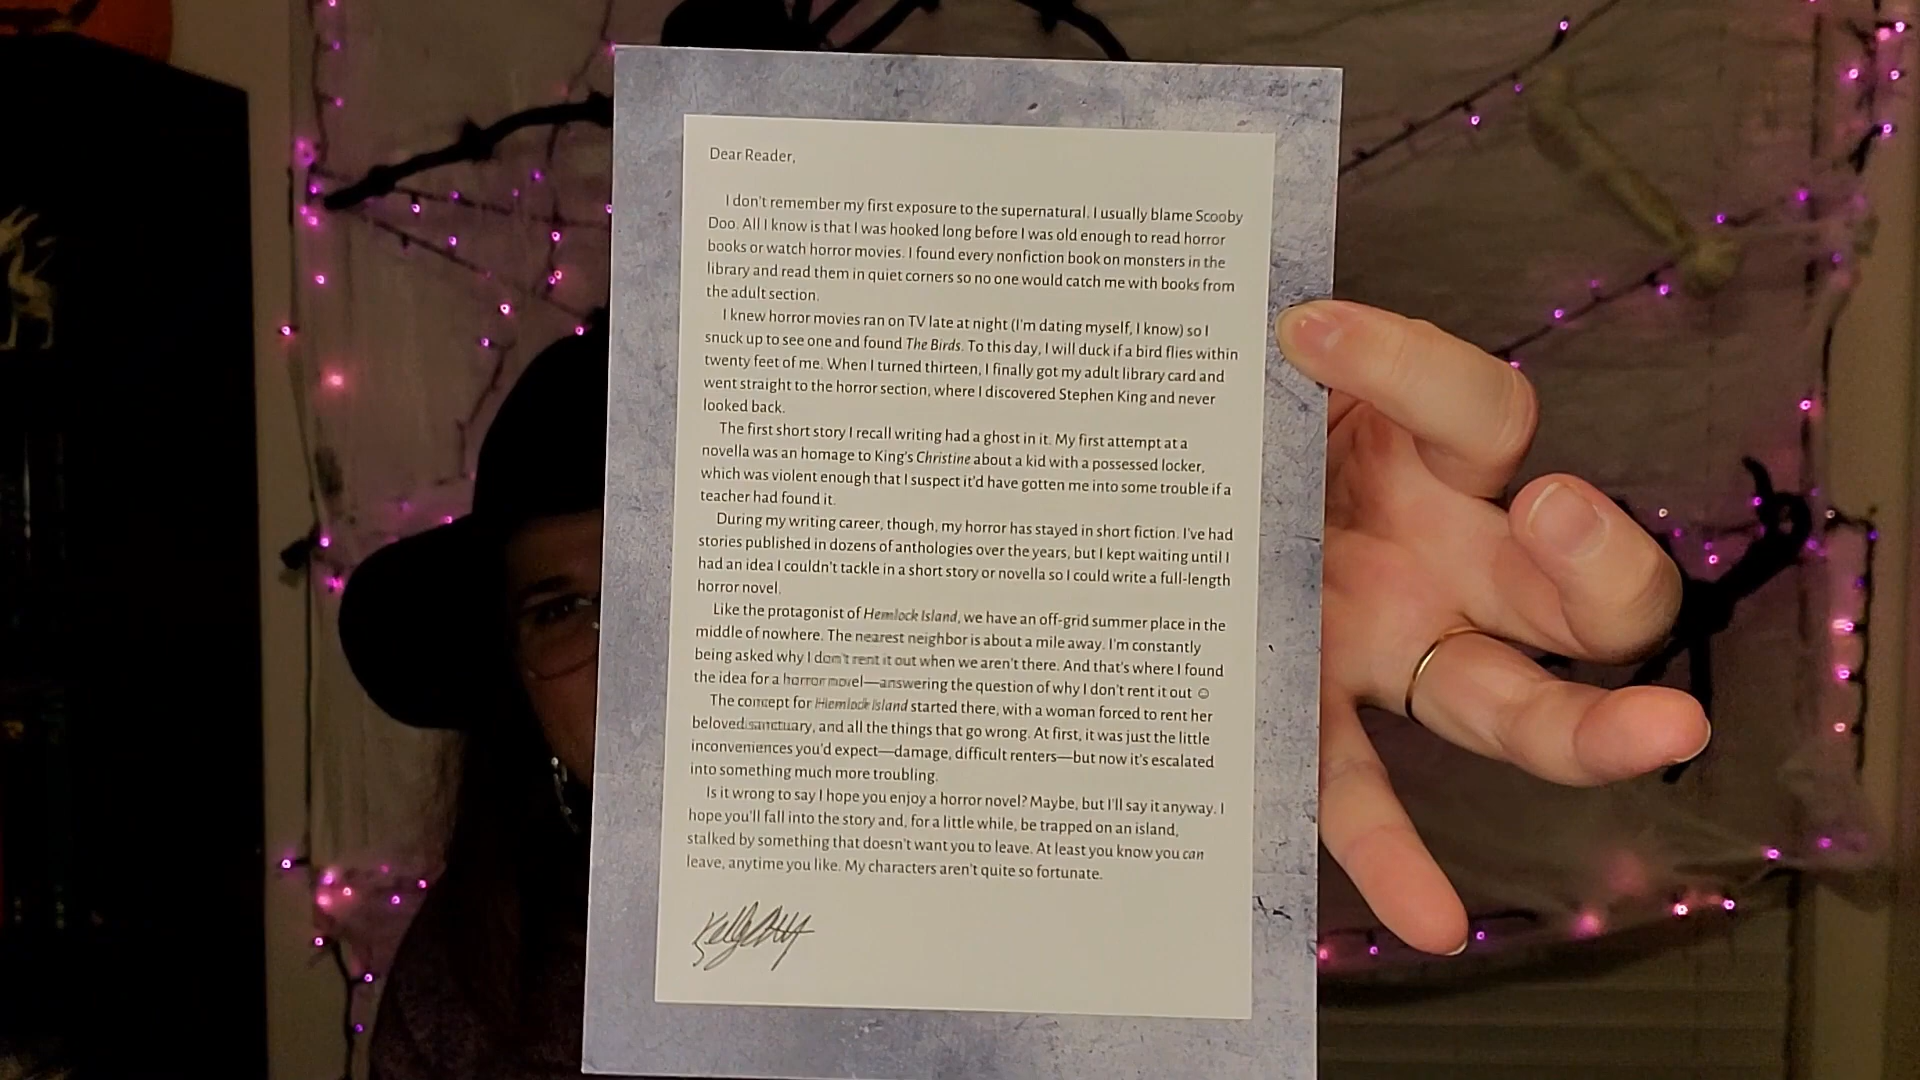 Dear Reader,
I don't remember my first exposure to the supernatural. I usually blame Scooby
Doo. All I know is that I was hooked long before I was old enough to read horror
books or watch horror movies. I found every nonfiction book on monsters in the
library and read them in quiet corners so no one would catch me with books from
the adult section.
I knew horror movies ran on TV late at night (I'm dating myself, I know) so I
snuck up to see one and found The Birds. To this day, I will duck if a bird flies within
twenty feet of me. When I turned thirteen, I finally got my adult library card and
went straight to the horror section, where I discovered Stephen King and never
looked back.
The first short story I recall writing had a ghost in it. My first attempt at a
novella was an homage to King's Christine about a kid with a possessed locker,
which was violent enough that I suspect it'd have gotten me into some trouble if a
teacher had found it.
During my writing career, though, my horror has stayed in short fiction. I've had
stories published in dozens of anthologies over the years, but I kept waiting until I
had an idea I couldn't tackle in a short story or novella so I could write a full-length
horror novel.
Like the protagonist of Hemlock Island, we have an off-grid summer place in the
middle of nowhere. The nearest neighbor is about a mile away. I'm constantly
being asked why I don't rent it out when we aren't there. And that's where I found
the idea for a horror novel—answering the question of why I don't rent it out ☺
The concept for Hemlock Island started there, with a woman forced to rent her
beloved sanctuary, and all the things that go wrong. At first, it was just the little
inconveniences you'd expect—damage, difficult renters—but now it's escalated
into something much more troubling.
Is it wrong to say I hope you enjoy a horror novel? Maybe, but I'll say it anyway. I
hope you'll fall into the story and, for a little while, be trapped on an island,
stalked by something that doesn't want you to leave. At least you know you can
leave, anytime you like. My characters aren't quite so fortunate.